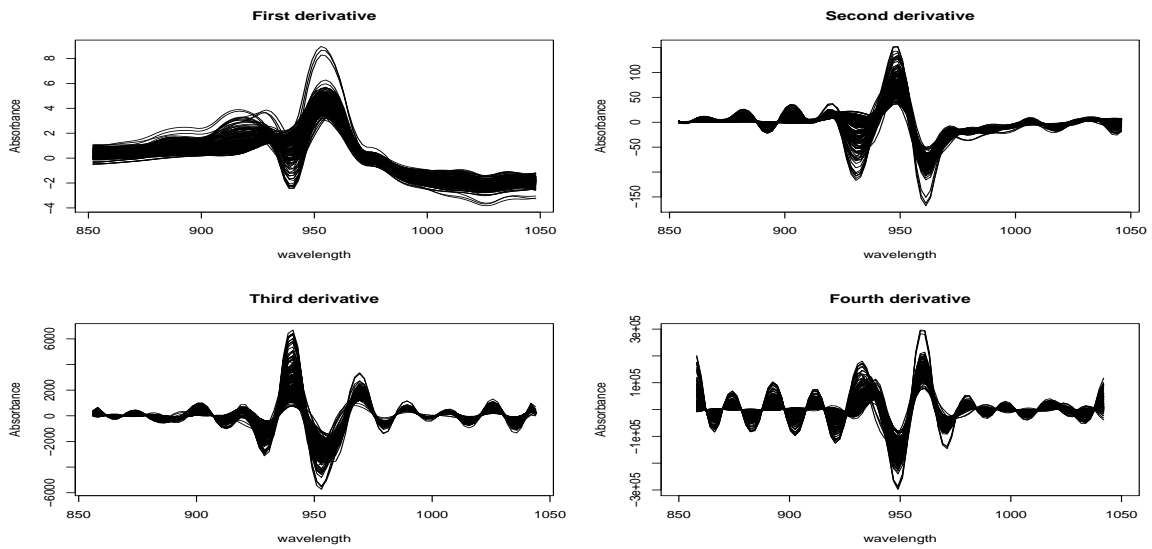 First derivative
Absorbance
8
6
4
2
0
−2
−4
850 900 950 1000 1050
wavelength
Second derivative
Absorbance
100
50
0
−50
−150
850 900 950 1000 1050
wavelength
Third derivative
Absorbance
6000
2000
0
−2000
−6000
850 900 950 1000 1050
wavelength
Fourth derivative
Absorbance
3e+05
1e+05
−1e+05
−3e+05
850 900 950 1000 1050
wavelength